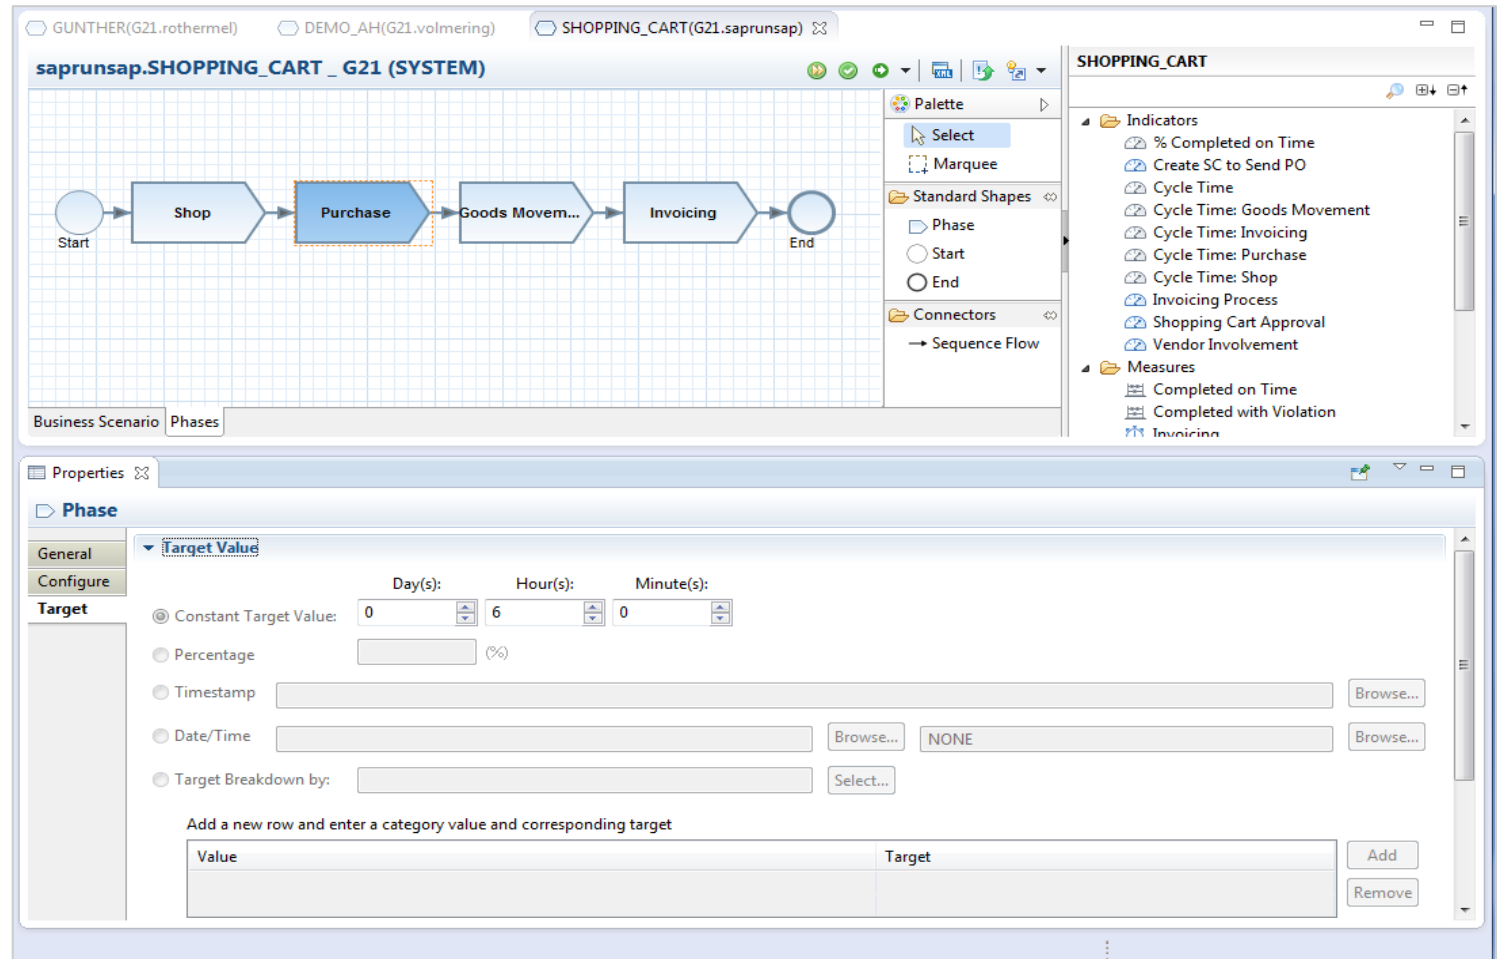 GUNTHER(G21.rothermel) DEMO_AH(G21.volmering) SHOPPING_CART(G21.saprunsap)
saprunsap.SHOPPING_CART _ G21 (SYSTEM)
XML
Start
Shop
Purchase
Goods Movem...
Invoicing
End
Business Scenario Phases
Palette
Select
Marquee
Standard Shapes
Phase
Start
End
Connectors
Sequence Flow
SHOPPING_CART
Indicators
% Completed on Time
Create SC to Send PO
Cycle Time
Cycle Time: Goods Movement
Cycle Time: Invoicing
Cycle Time: Purchase
Cycle Time: Shop
Invoicing Process
Shopping Cart Approval
Vendor Involvement
Measures
Completed on Time
Completed with Violation
Invoicing
Properties
Phase
General
Configure
Target
Target Value
Day(s): Hour(s): Minute(s):
Constant Target Value: 0 6 0
Percentage (%)
Timestamp Browse...
Date/Time Browse... NONE Browse...
Target Breakdown by: Select...
Add a new row and enter a category value and corresponding target
Value Target
Add
Remove